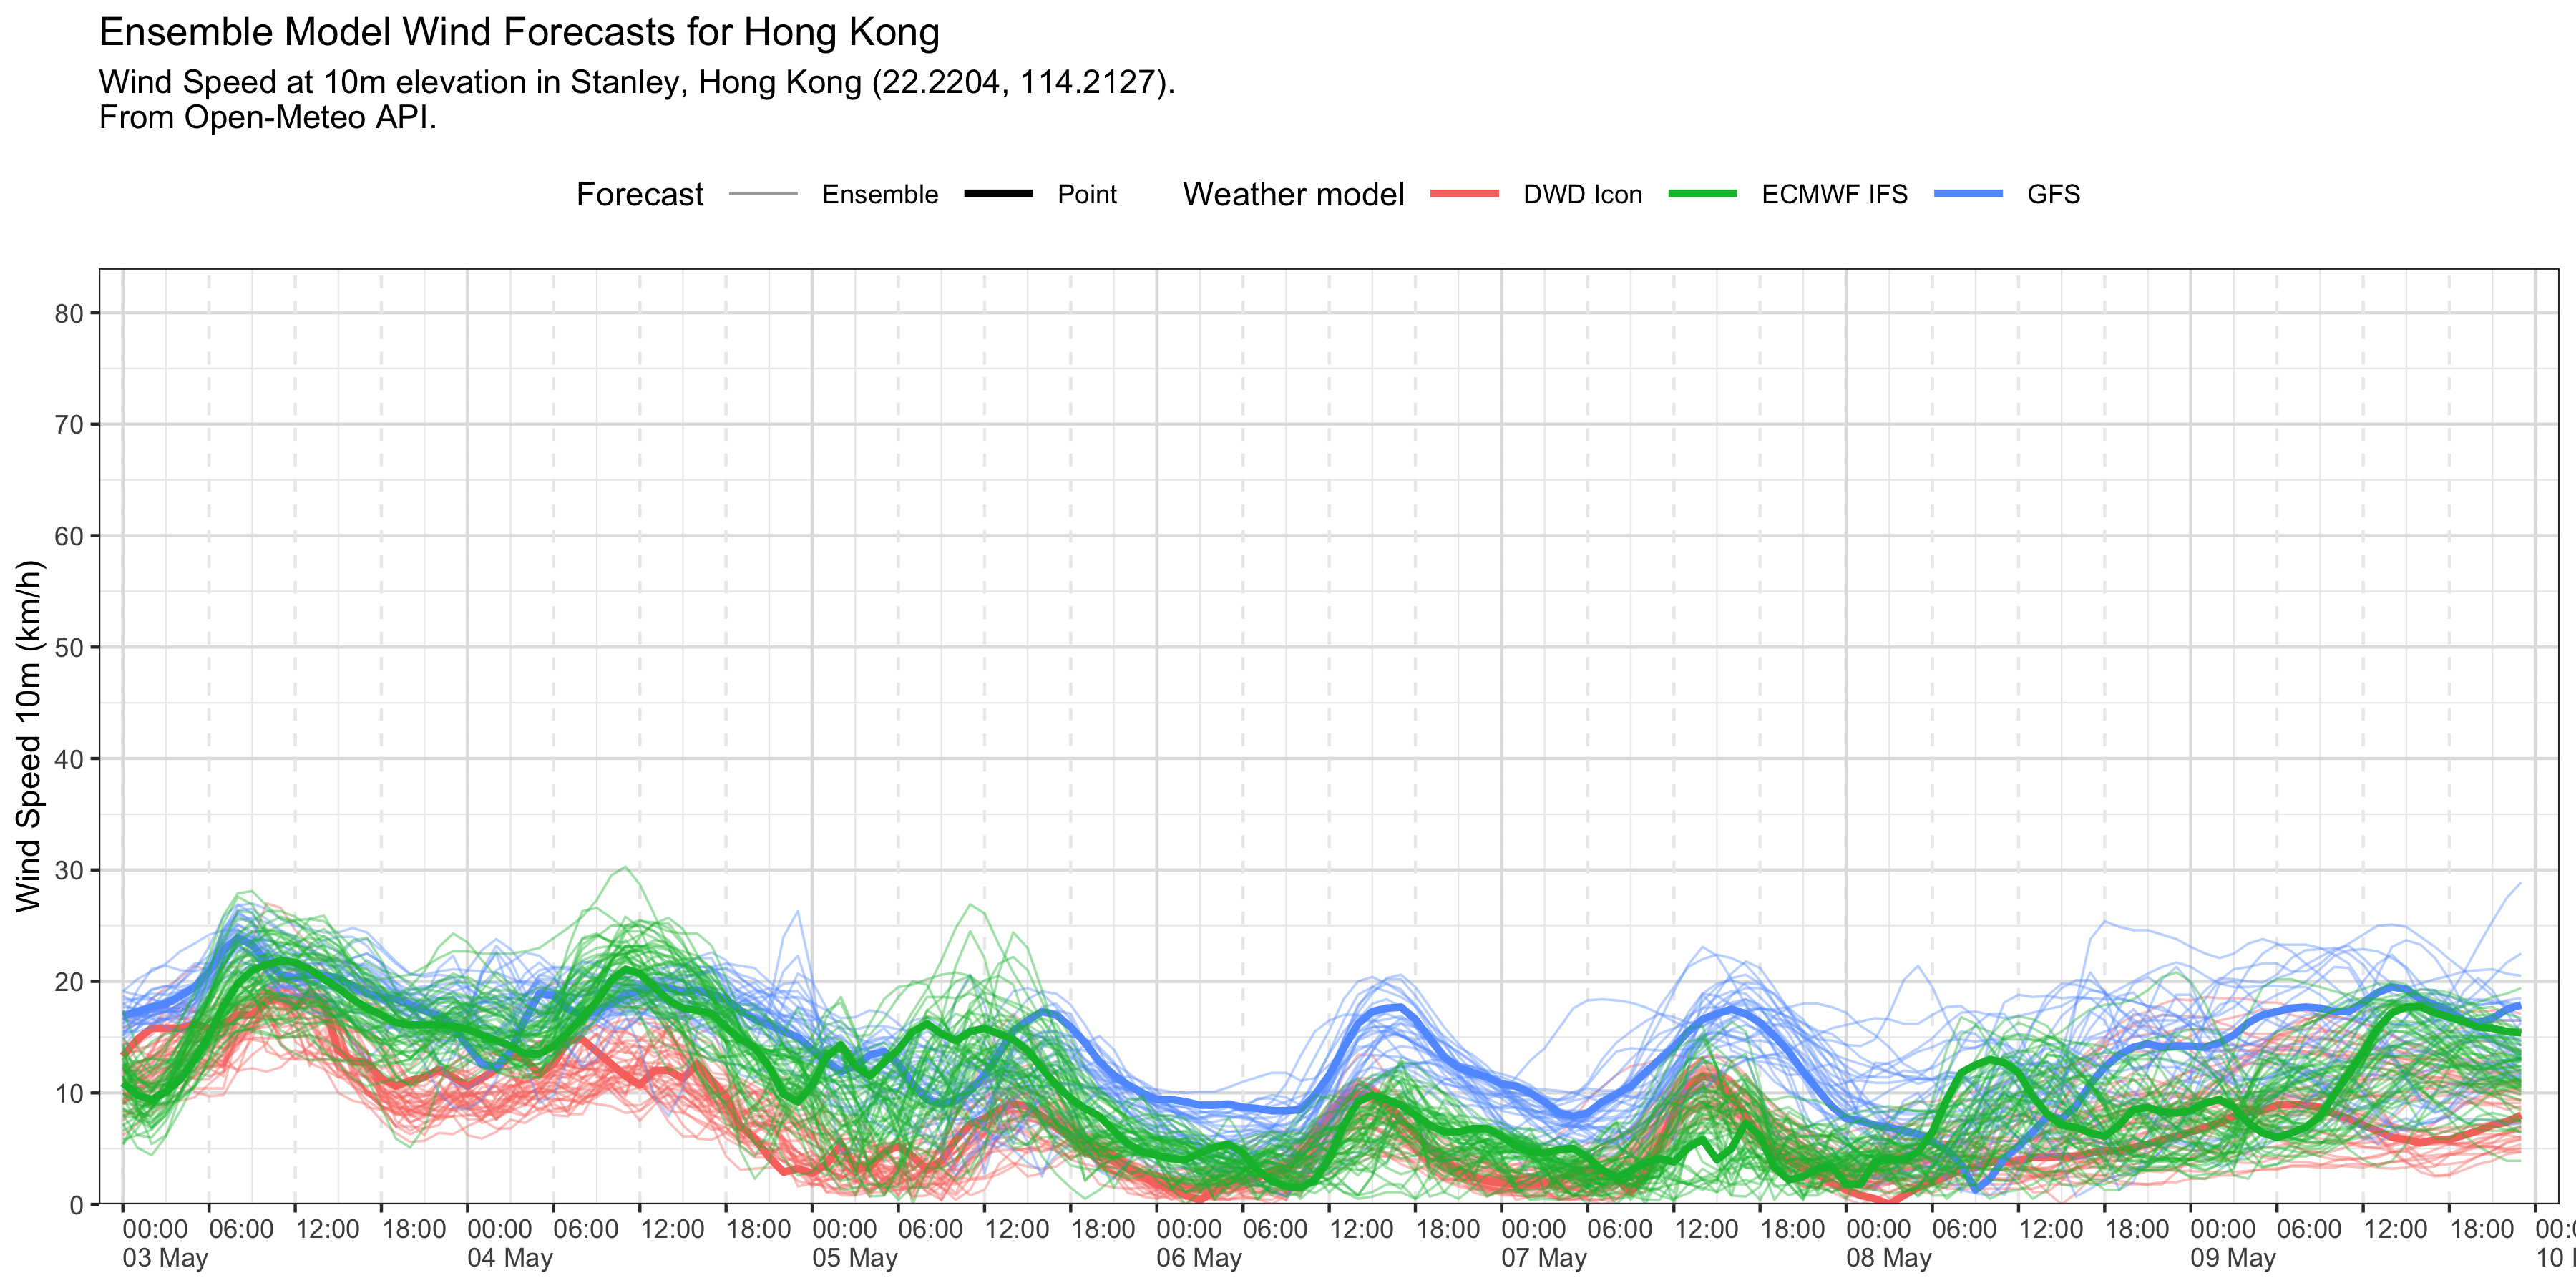 Ensemble Model Wind Forecasts for Hong Kong
Wind Speed at 10m elevation in Stanley, Hong Kong (22.2204, 114.2127).
From Open-Meteo API.
Forecast Ensemble Point Weather model DWD Icon ECMWF IFS GFS
Wind Speed 10m (km/h)
80
70
60
50
40
30
20
10
0
00:00 06:00 12:00 18:00 00:00 06:00 12:00 18:00 00:00 06:00 12:00 18:00 00:00 06:00 12:00 18:00 00:00 06:00 12:00 18:00 00:00 06:00 12:00 18:00 00:00 06:00 12:00 18:00
03 May 04 May 05 May 06 May 07 May 08 May 09 May 10